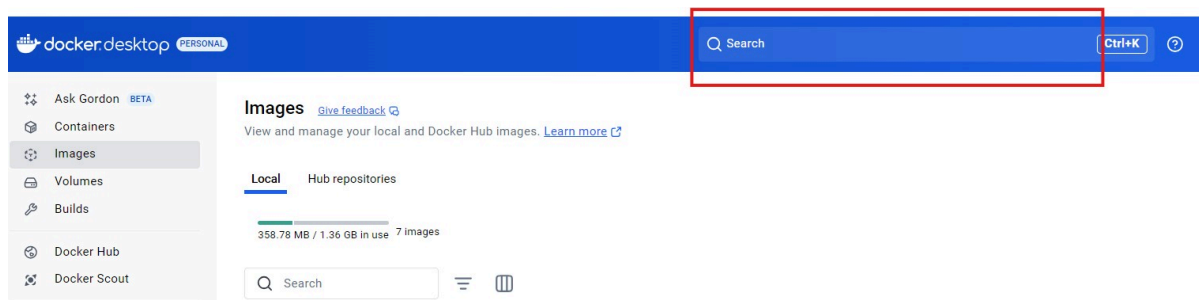 docker.desktop PERSONAL
Search Ctrl+K
Ask Gordon BETA
Containers
Images
Volumes
Builds
Docker Hub
Docker Scout
Images Give feedback
View and manage your local and Docker Hub images. Learn more
Local Hub repositories
358.78 MB / 1.36 GB in use 7 images
Search